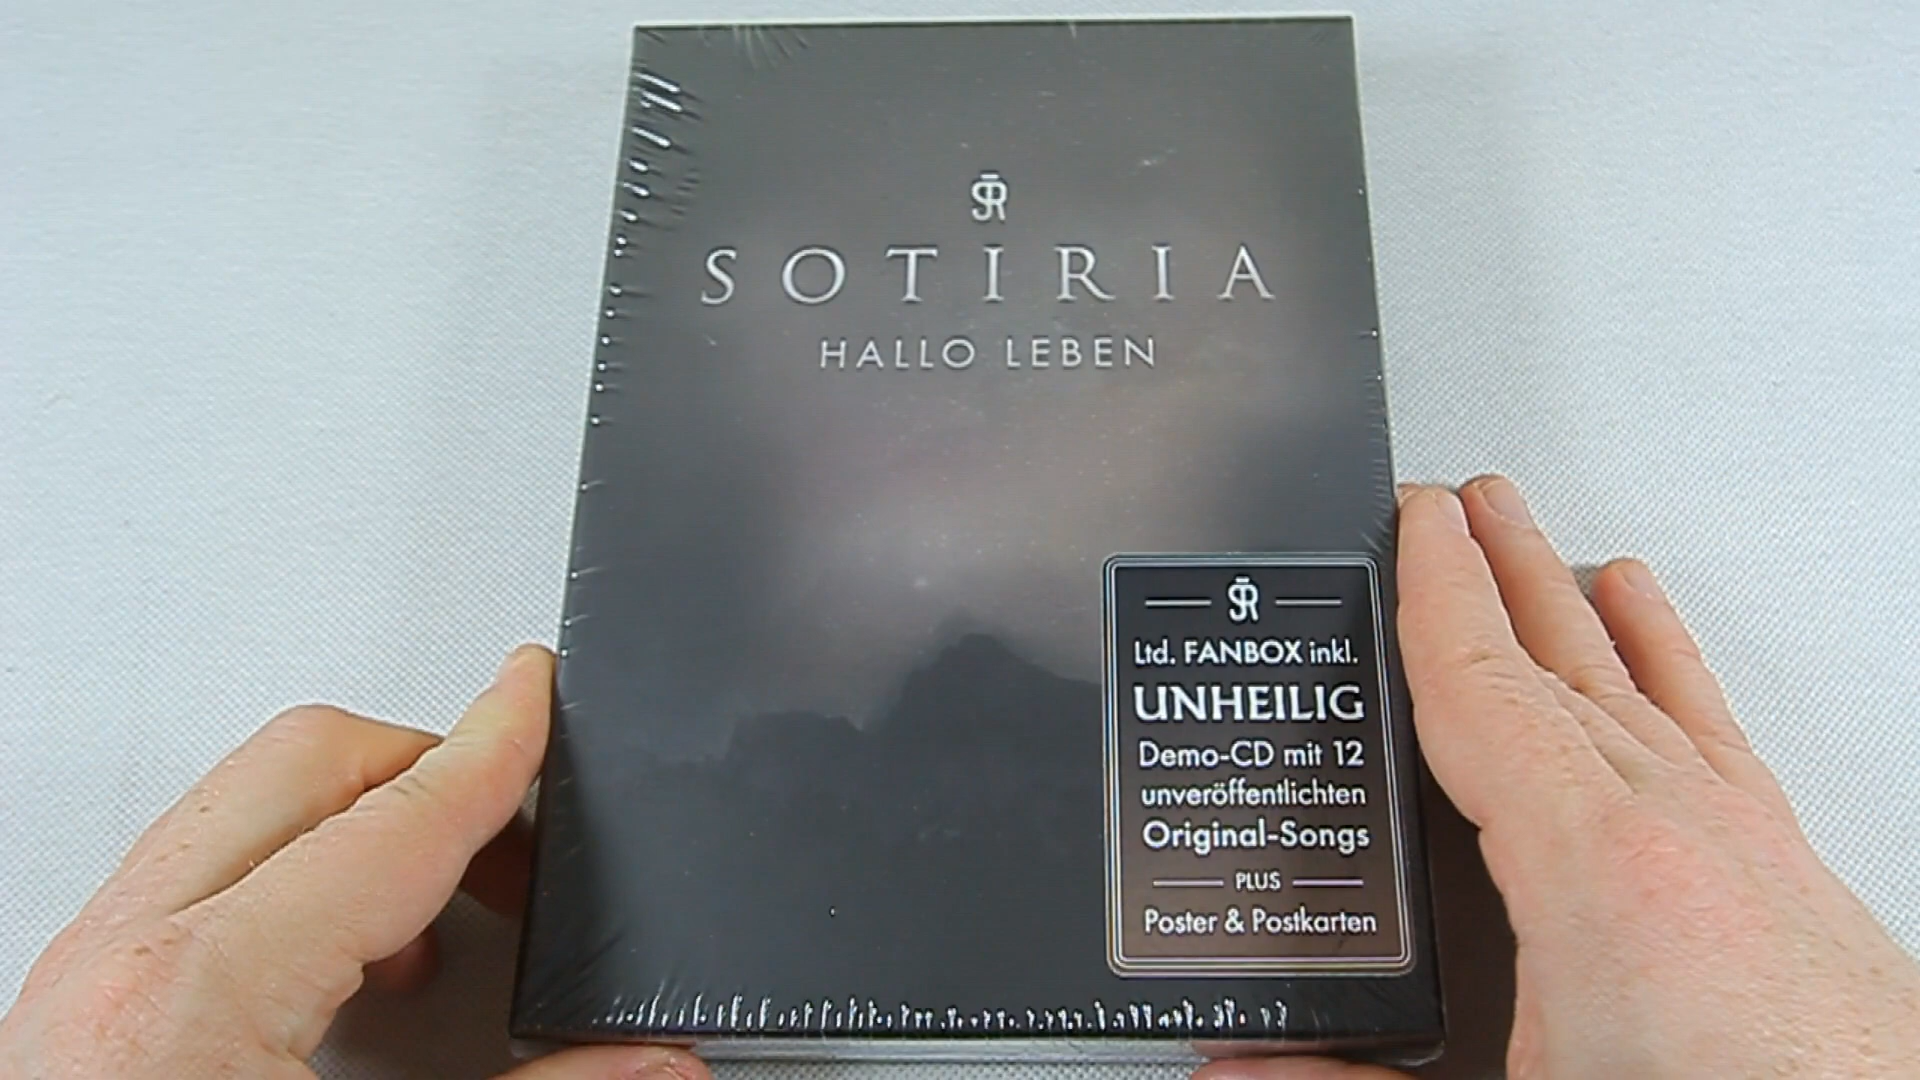 SR
SOTIRIA
HALLO LEBEN
SR
Ltd. FANBOX inkl.
UNHEILIG
Demo-CD mit 12
unveröffentlichten
Original-Songs
PLUS
Poster & Postkarten